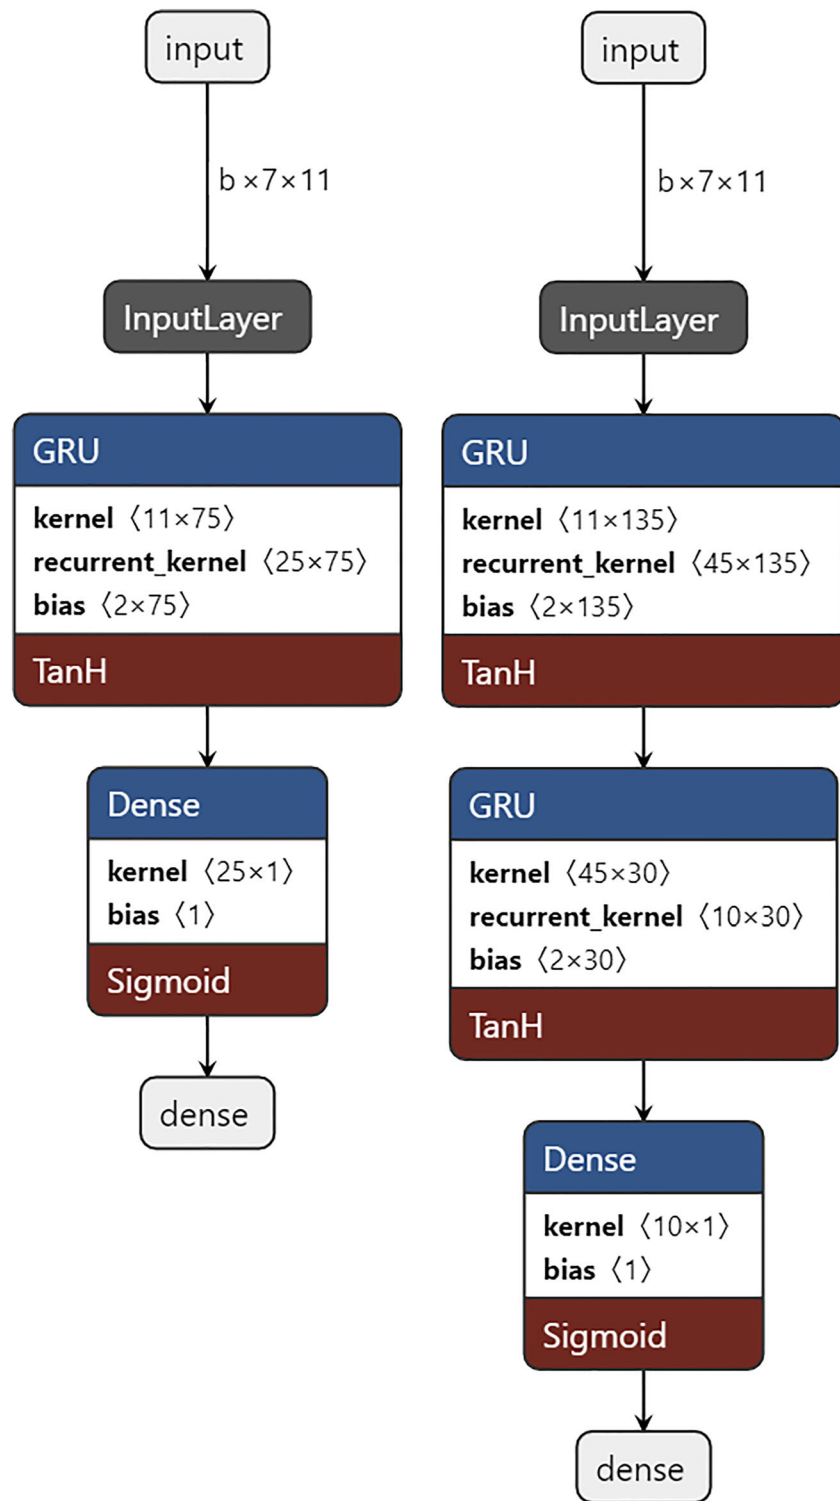 input
b×7×11
InputLayer
GRU
kernel 〈11×75〉
recurrent_kernel 〈25×75〉
bias 〈2×75〉
TanH
Dense
kernel 〈25×1〉
bias 〈1〉
Sigmoid
dense
input
b×7×11
InputLayer
GRU
kernel 〈11×135〉
recurrent_kernel 〈45×135〉
bias 〈2×135〉
TanH
GRU
kernel 〈45×30〉
recurrent_kernel 〈10×30〉
bias 〈2×30〉
TanH
Dense
kernel 〈10×1〉
bias 〈1〉
Sigmoid
dense